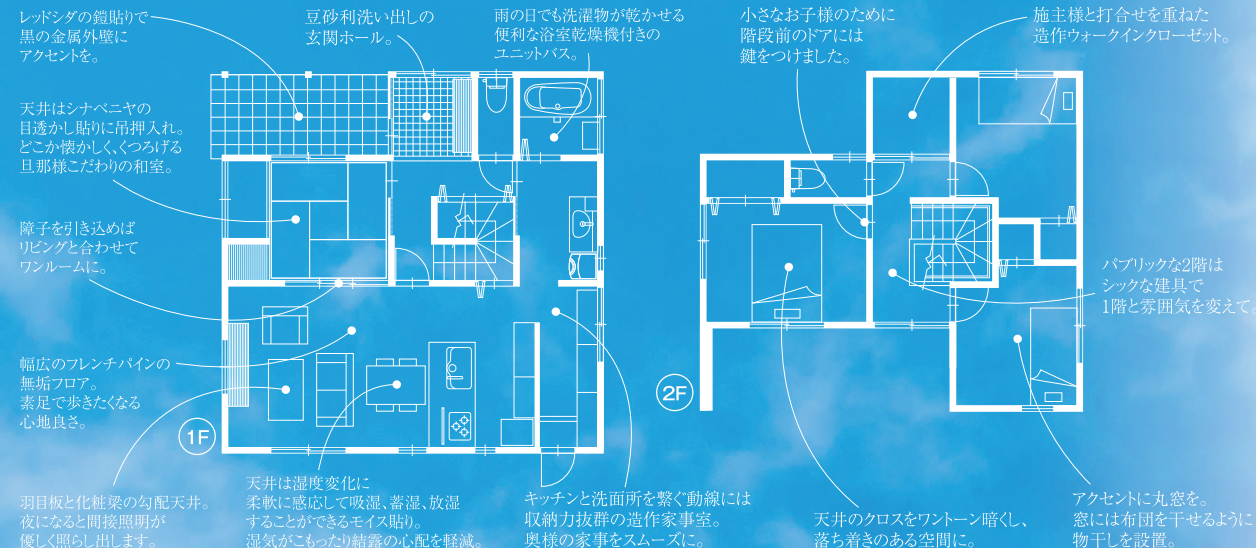 レッドシダの鎧貼りで
黒の金属外壁に
アクセントを。
豆砂利洗い出しの
玄関ホール。
雨の日でも洗濯物が乾かせる
便利な浴室乾燥機付きの
ユニットバス。
小さなお子様のために
階段前のドアには
鍵をつけました。
施主様と打合せを重ねた
造作ウォークインクローゼット。
天井はシナベニヤの
目透かし貼りに吊押入れ。
どこか懐かしく、くつろげる
旦那様こだわりの和室。
障子を引き込めば
リビングと合わせて
ワンルームに。
パブリックな2階は
シックな建具で
1階と雰囲気を変えて。
幅広のフレンチパインの
無垢フロア。
素足で歩きたくなる
心地良さ。
1F
2F
羽目板と化粧梁の勾配天井。
夜になると間接照明が
優しく照らし出します。
天井は湿度変化に
柔軟に感応して吸湿、蓄湿、放湿
することができるモイス貼り。
湿気がこもったり結露の心配を軽減。
キッチンと洗面所を繋ぐ動線には
収納力抜群の造作家事室。
奥様の家事をスムーズに。
天井のクロスをワントーン暗くし、
落ち着きのある空間に。
アクセントに丸窓を。
窓には布団を干せるように
物干しを設置。